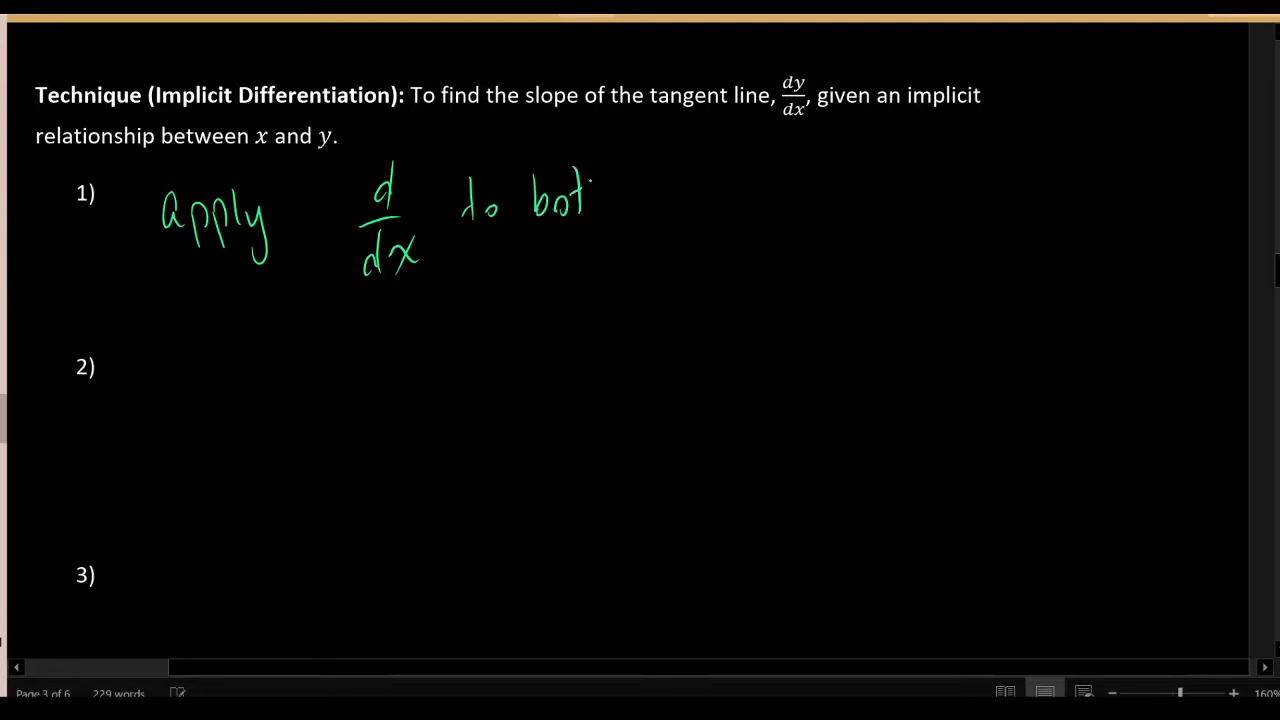 Technique (Implicit Differentiation): To find the slope of the tangent line, dy/dx, given an implicit
relationship between x and y.
1) apply d/dx to bot
2)
3)
Page 3 of 6 229 words 160%